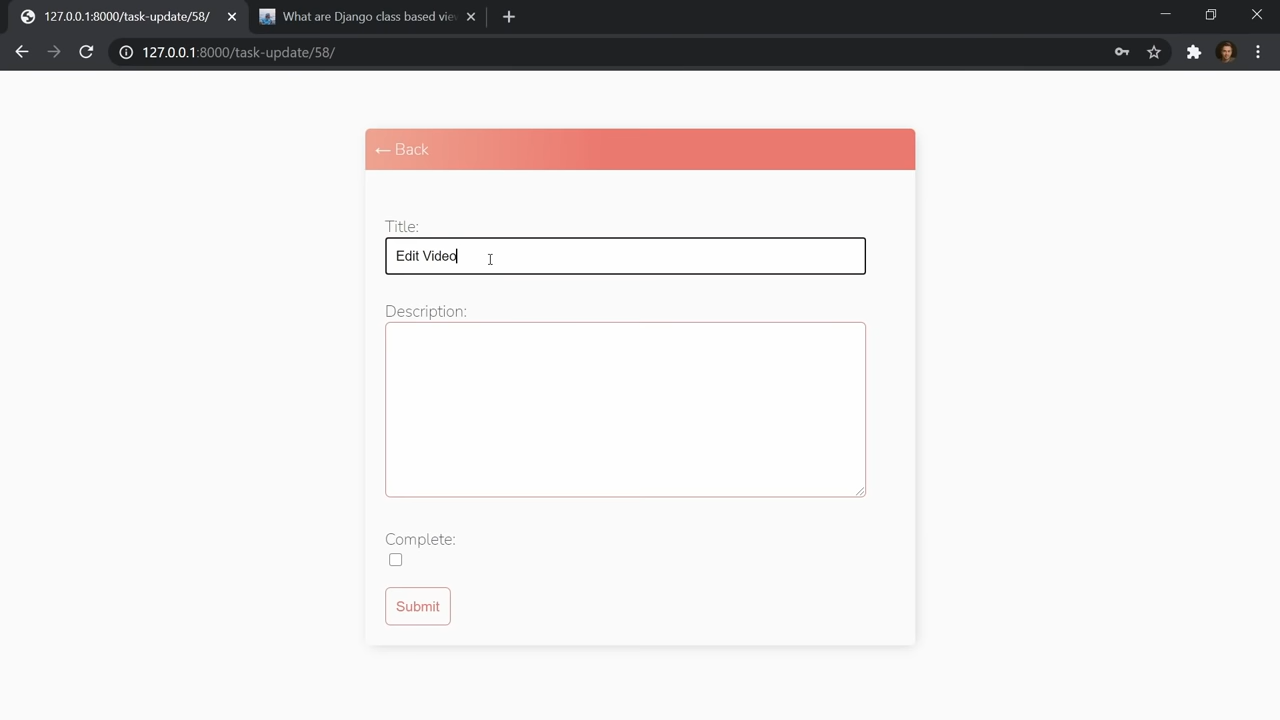 127.0.0.1:8000/task-update/58/
What are Django class based vie
127.0.0.1:8000/task-update/58/
← Back
Title:
Edit Video
Description:
Complete:
Submit